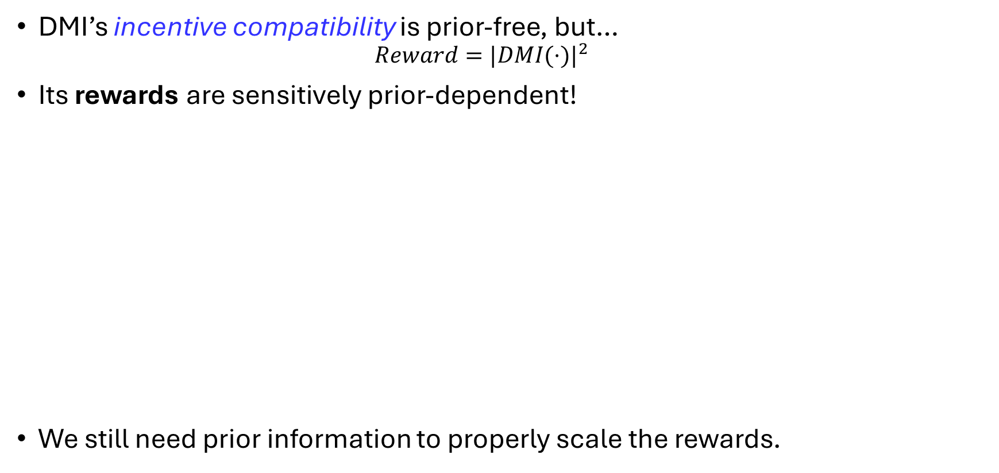 • DMI’s incentive compatibility is prior-free, but…
Reward = |DMI(·)|²
• Its rewards are sensitively prior-dependent!
• We still need prior information to properly scale the rewards.